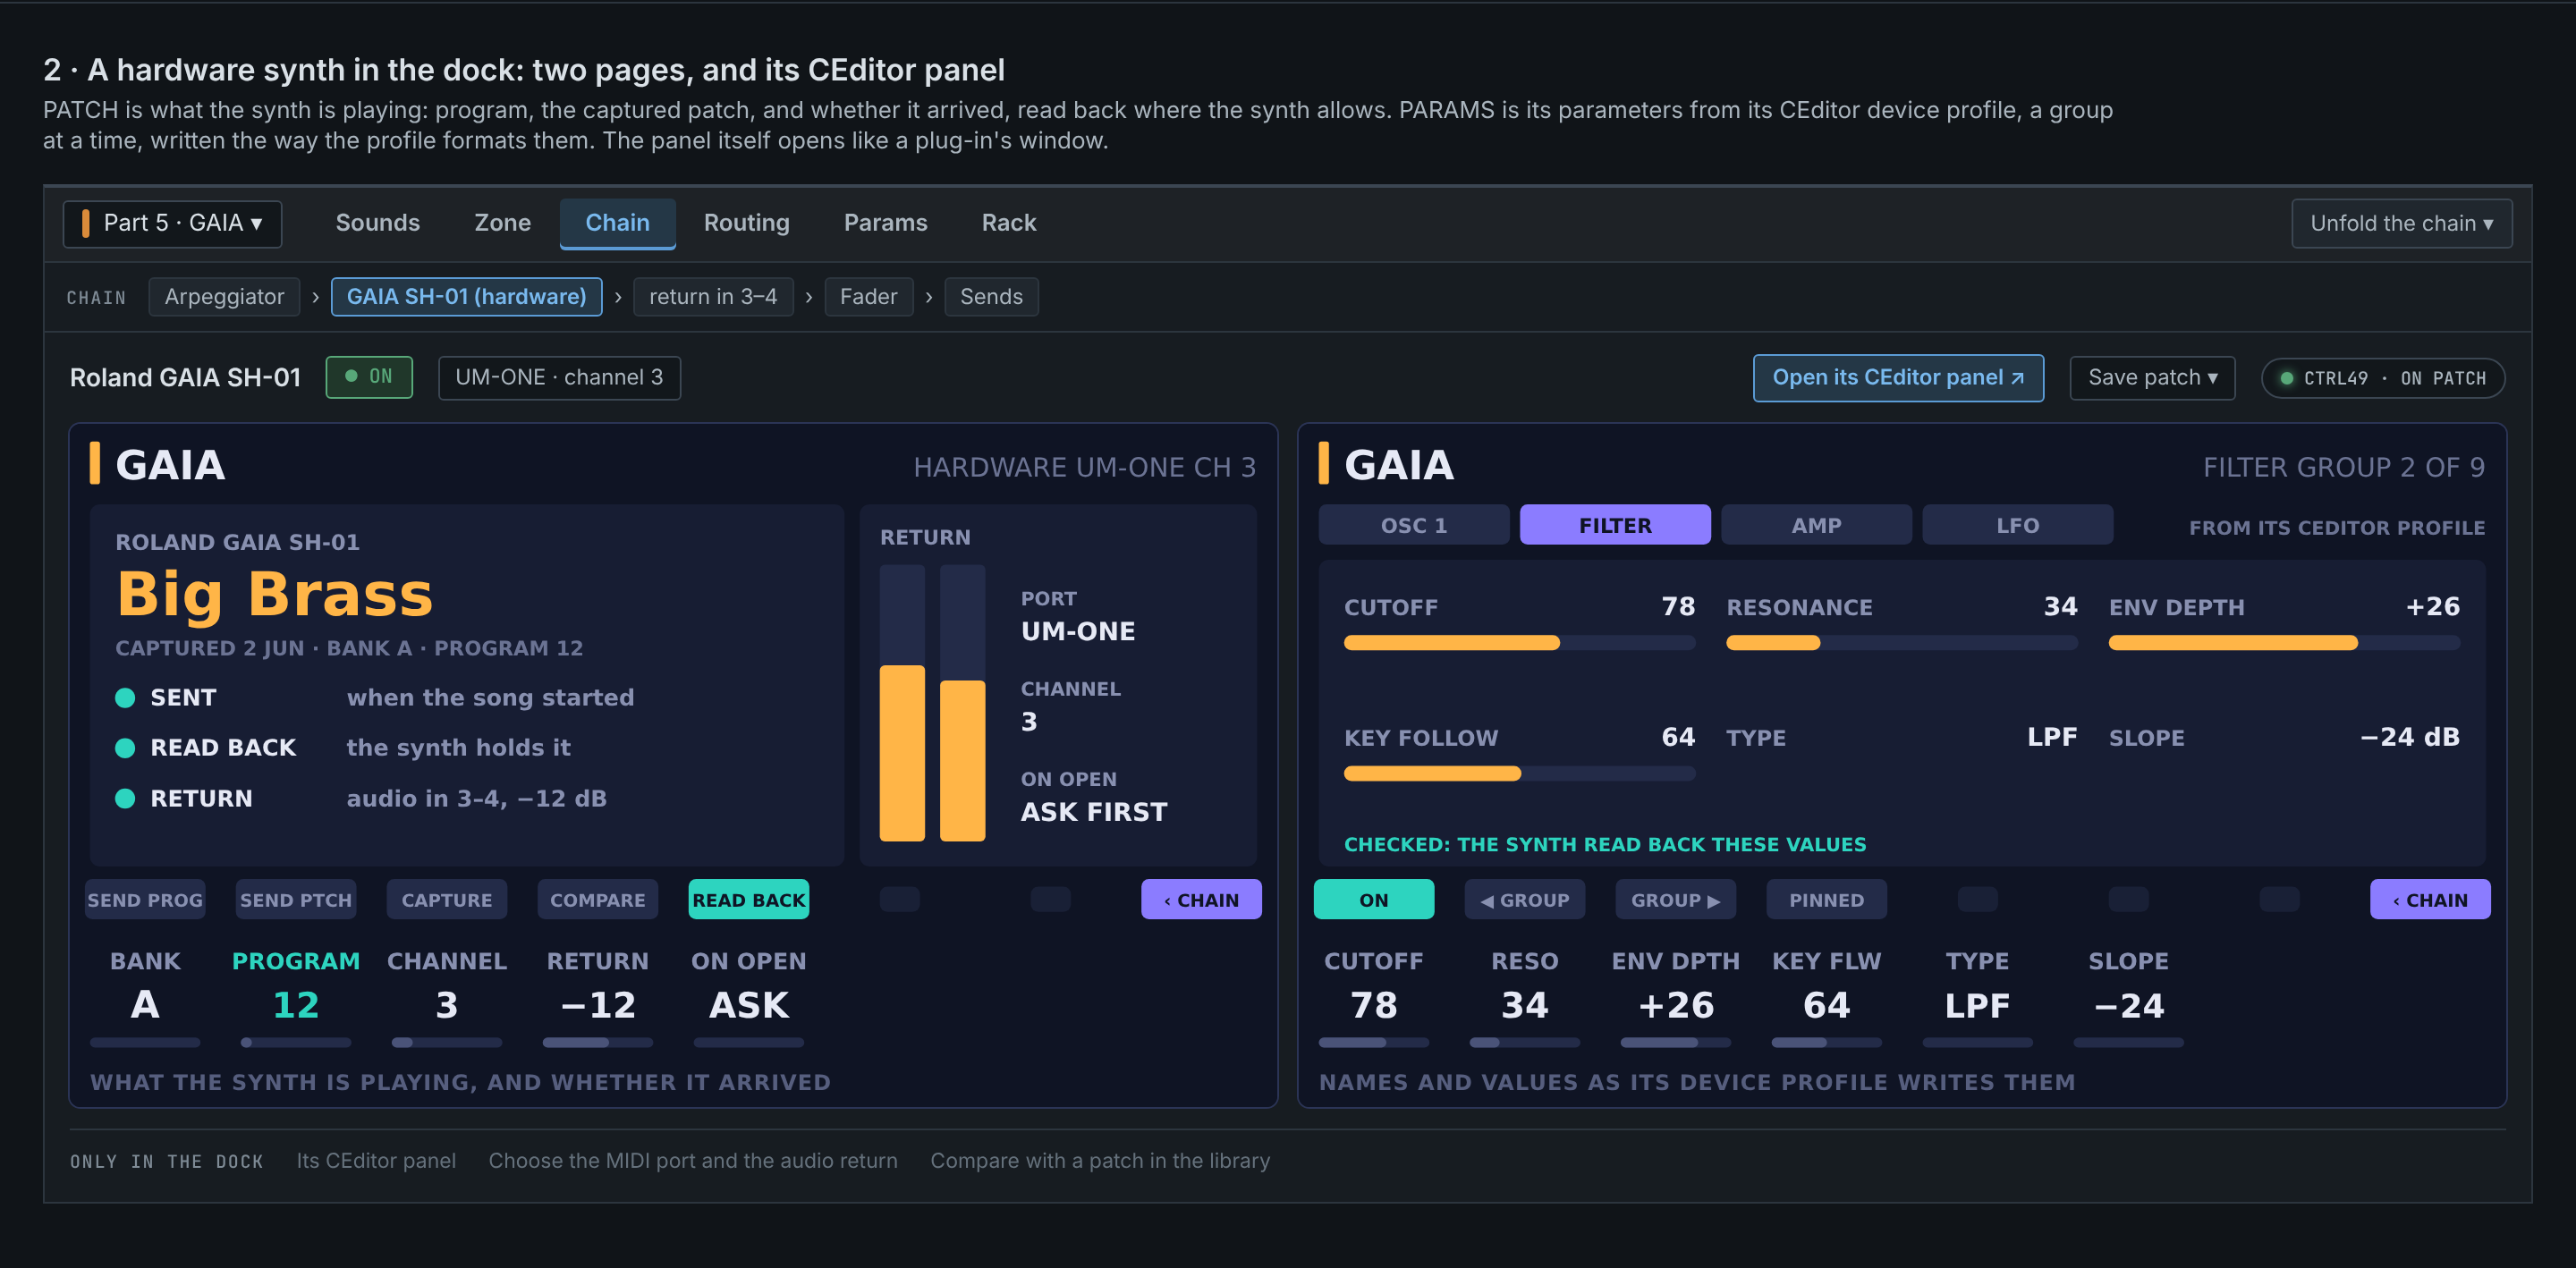 2 · A hardware synth in the dock: two pages, and its CEditor panel
PATCH is what the synth is playing: program, the captured patch, and whether it arrived, read back where the synth allows. PARAMS is its parameters from its CEditor device profile, a group
at a time, written the way the profile formats them. The panel itself opens like a plug-in's window.
Part 5 · GAIA ▾ Sounds Zone Chain Routing Params Rack Unfold the chain ▾
CHAIN Arpeggiator › GAIA SH-01 (hardware) › return in 3–4 › Fader › Sends
Roland GAIA SH-01 ● ON UM-ONE · channel 3 Open its CEditor panel ↗ Save patch ▾ CTRL49 · ON PATCH
GAIA HARDWARE UM-ONE CH 3
ROLAND GAIA SH-01
Big Brass
CAPTURED 2 JUN · BANK A · PROGRAM 12
SENT when the song started
READ BACK the synth holds it
RETURN audio in 3–4, −12 dB
RETURN
PORT
UM-ONE
CHANNEL
3
ON OPEN
ASK FIRST
SEND PROG SEND PTCH CAPTURE COMPARE READ BACK ‹ CHAIN
BANK PROGRAM CHANNEL RETURN ON OPEN
A 12 3 −12 ASK
WHAT THE SYNTH IS PLAYING, AND WHETHER IT ARRIVED
GAIA FILTER GROUP 2 OF 9
OSC 1 FILTER AMP LFO FROM ITS CEDITOR PROFILE
CUTOFF 78 RESONANCE 34 ENV DEPTH +26
KEY FOLLOW 64 TYPE LPF SLOPE −24 dB
CHECKED: THE SYNTH READ BACK THESE VALUES
ON ◀ GROUP GROUP ▶ PINNED ‹ CHAIN
CUTOFF RESO ENV DPTH KEY FLW TYPE SLOPE
78 34 +26 64 LPF −24
NAMES AND VALUES AS ITS DEVICE PROFILE WRITES THEM
ONLY IN THE DOCK Its CEditor panel Choose the MIDI port and the audio return Compare with a patch in the library